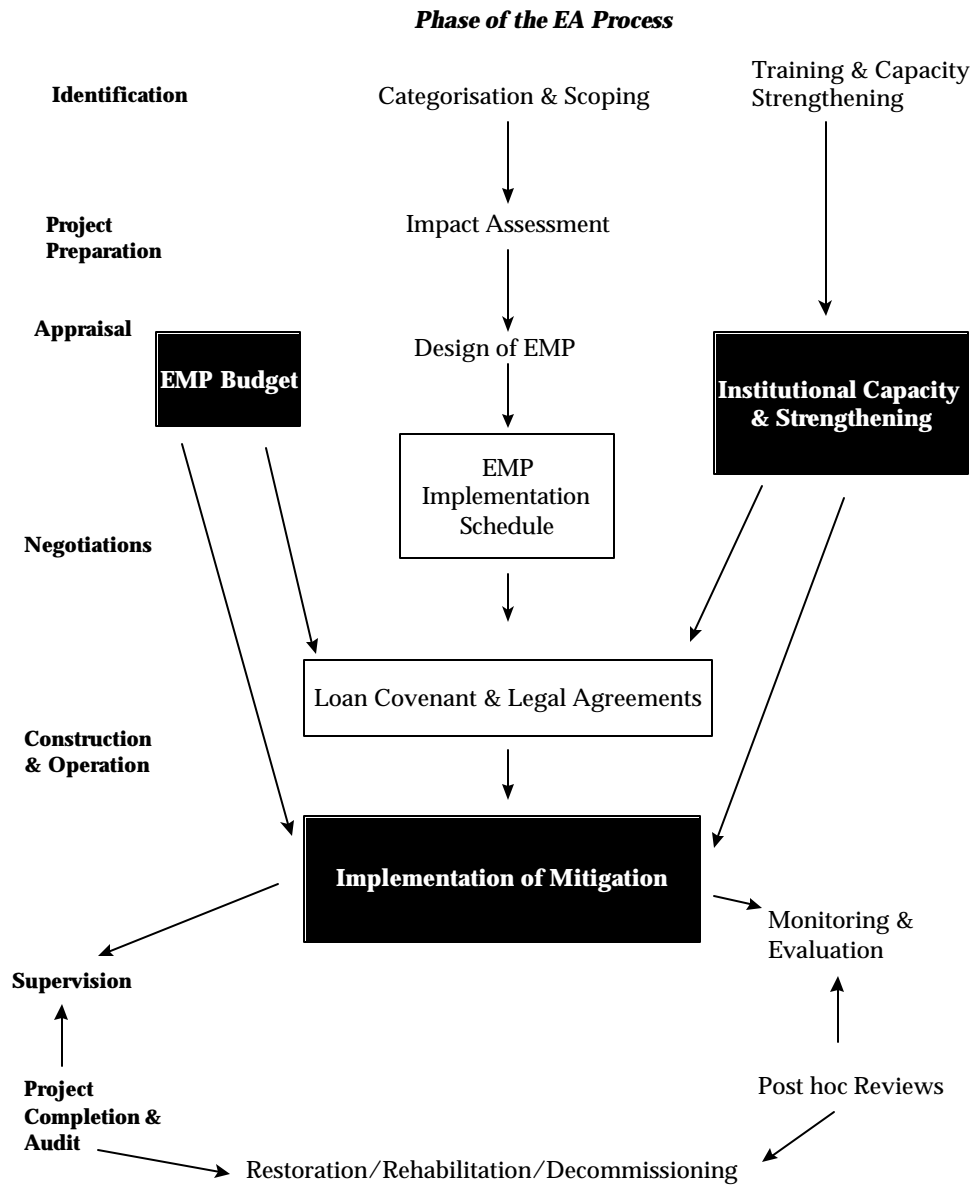 Phase of the EA Process
Identification
Categorisation & Scoping
Training & Capacity
Strengthening
Project
Preparation
Impact Assessment
Appraisal
EMP Budget
Design of EMP
Institutional Capacity
& Strengthening
EMP
Implementation
Schedule
Negotiations
Loan Covenant & Legal Agreements
Construction
& Operation
Implementation of Mitigation
Monitoring &
Evaluation
Supervision
Project
Completion &
Audit
Post hoc Reviews
Restoration/Rehabilitation/Decommissioning